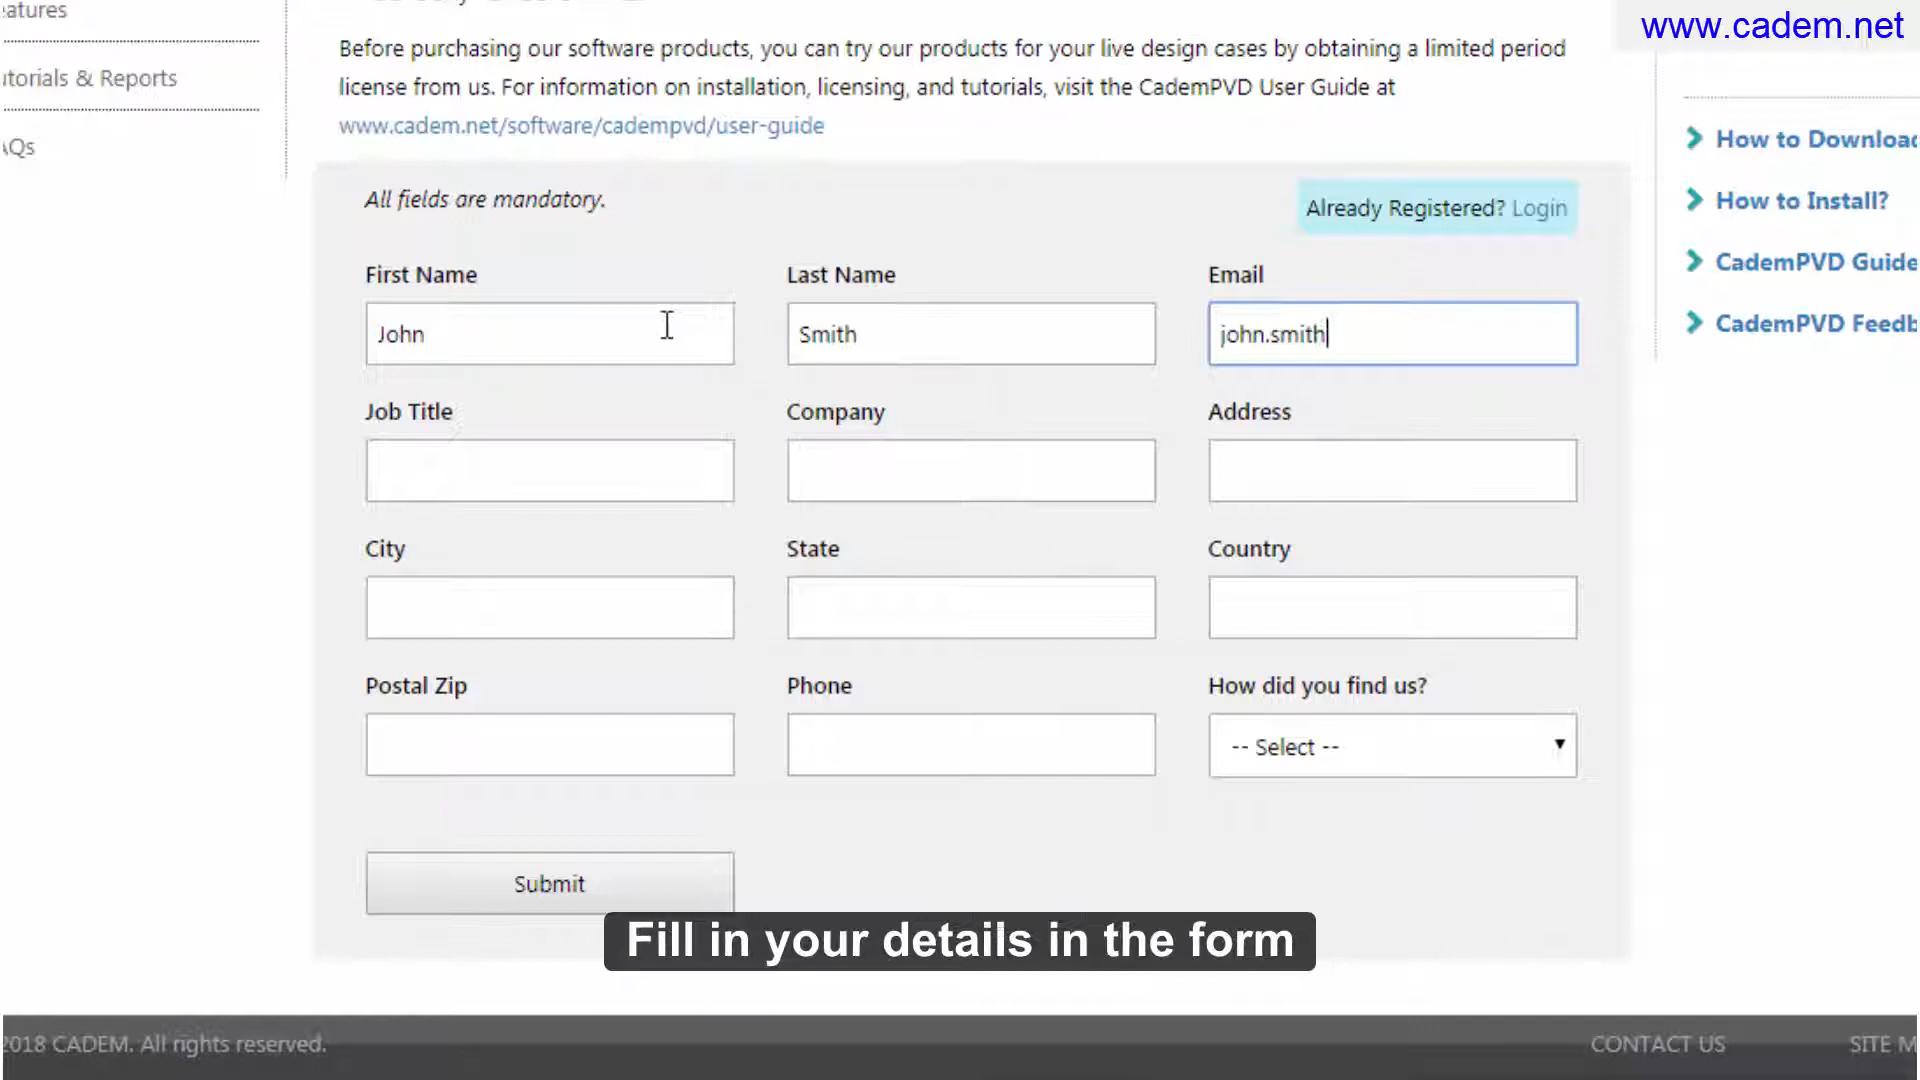 www.cadem.net
Before purchasing our software products, you can try our products for your live design cases by obtaining a limited period
license from us. For information on installation, licensing, and tutorials, visit the CademPVD User Guide at
www.cadem.net/software/cadempvd/user-guide
atures
utorials & Reports
AQs
All fields are mandatory.
Already Registered? Login
First Name
Last Name
Email
John
Smith
john.smith
Job Title
Company
Address
City
State
Country
Postal Zip
Phone
How did you find us?
-- Select --
Submit
How to Download
How to Install?
CademPVD Guide
CademPVD Feedb
Fill in your details in the form
2018 CADEM. All rights reserved.
CONTACT US
SITE M